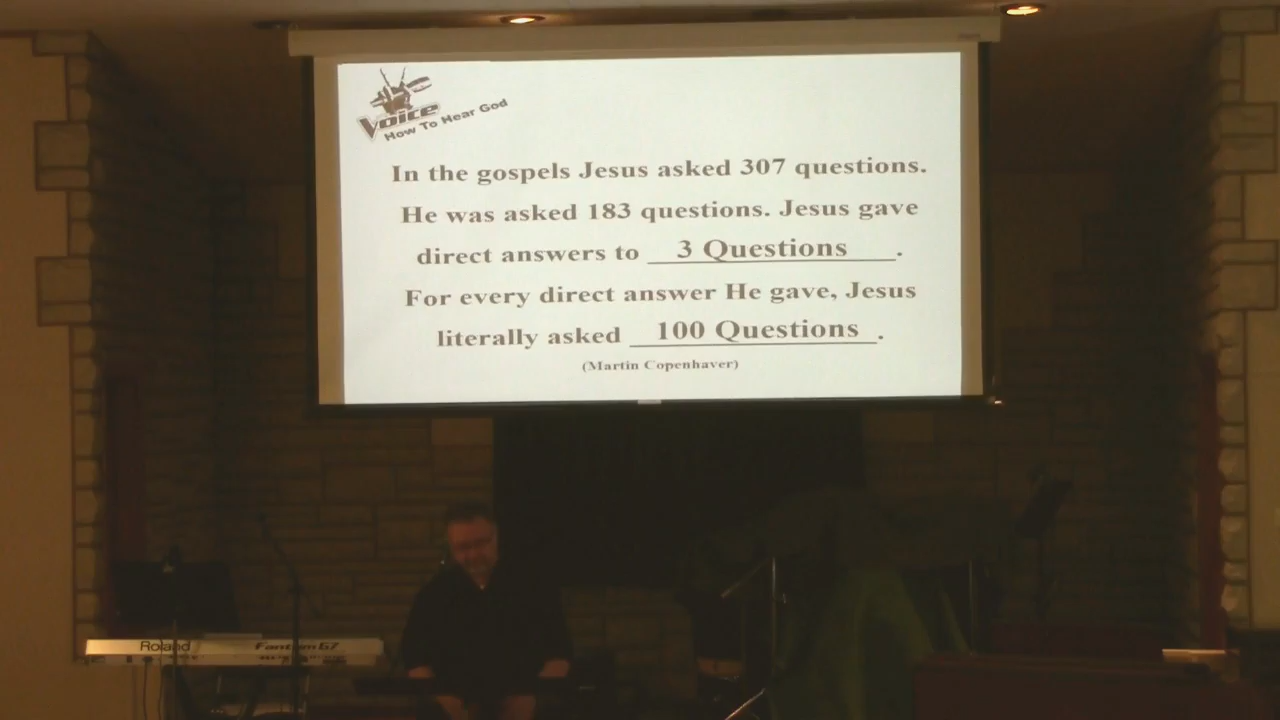 Voice
How To Hear God
In the gospels Jesus asked 307 questions.
He was asked 183 questions. Jesus gave
direct answers to 3 Questions.
For every direct answer He gave, Jesus
literally asked 100 Questions.
(Martin Copenhaver)
Roland Fantom G7